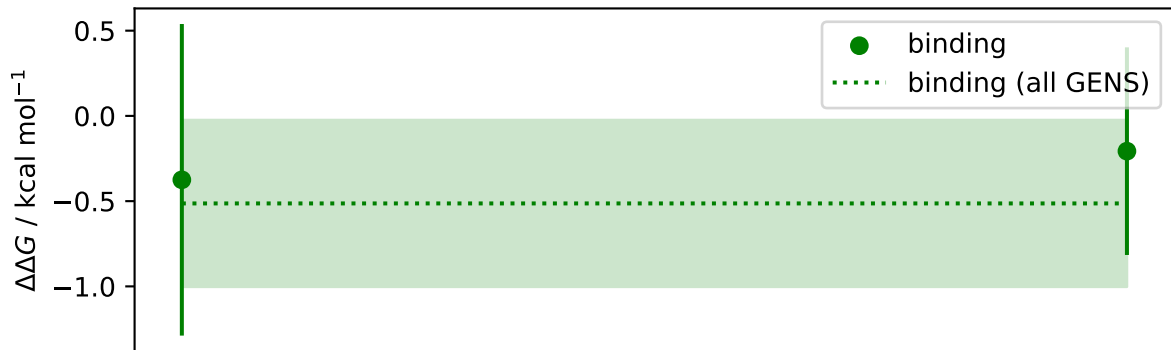 ΔΔG / kcal mol⁻¹
0.5
0.0
−0.5
−1.0
binding
binding (all GENS)